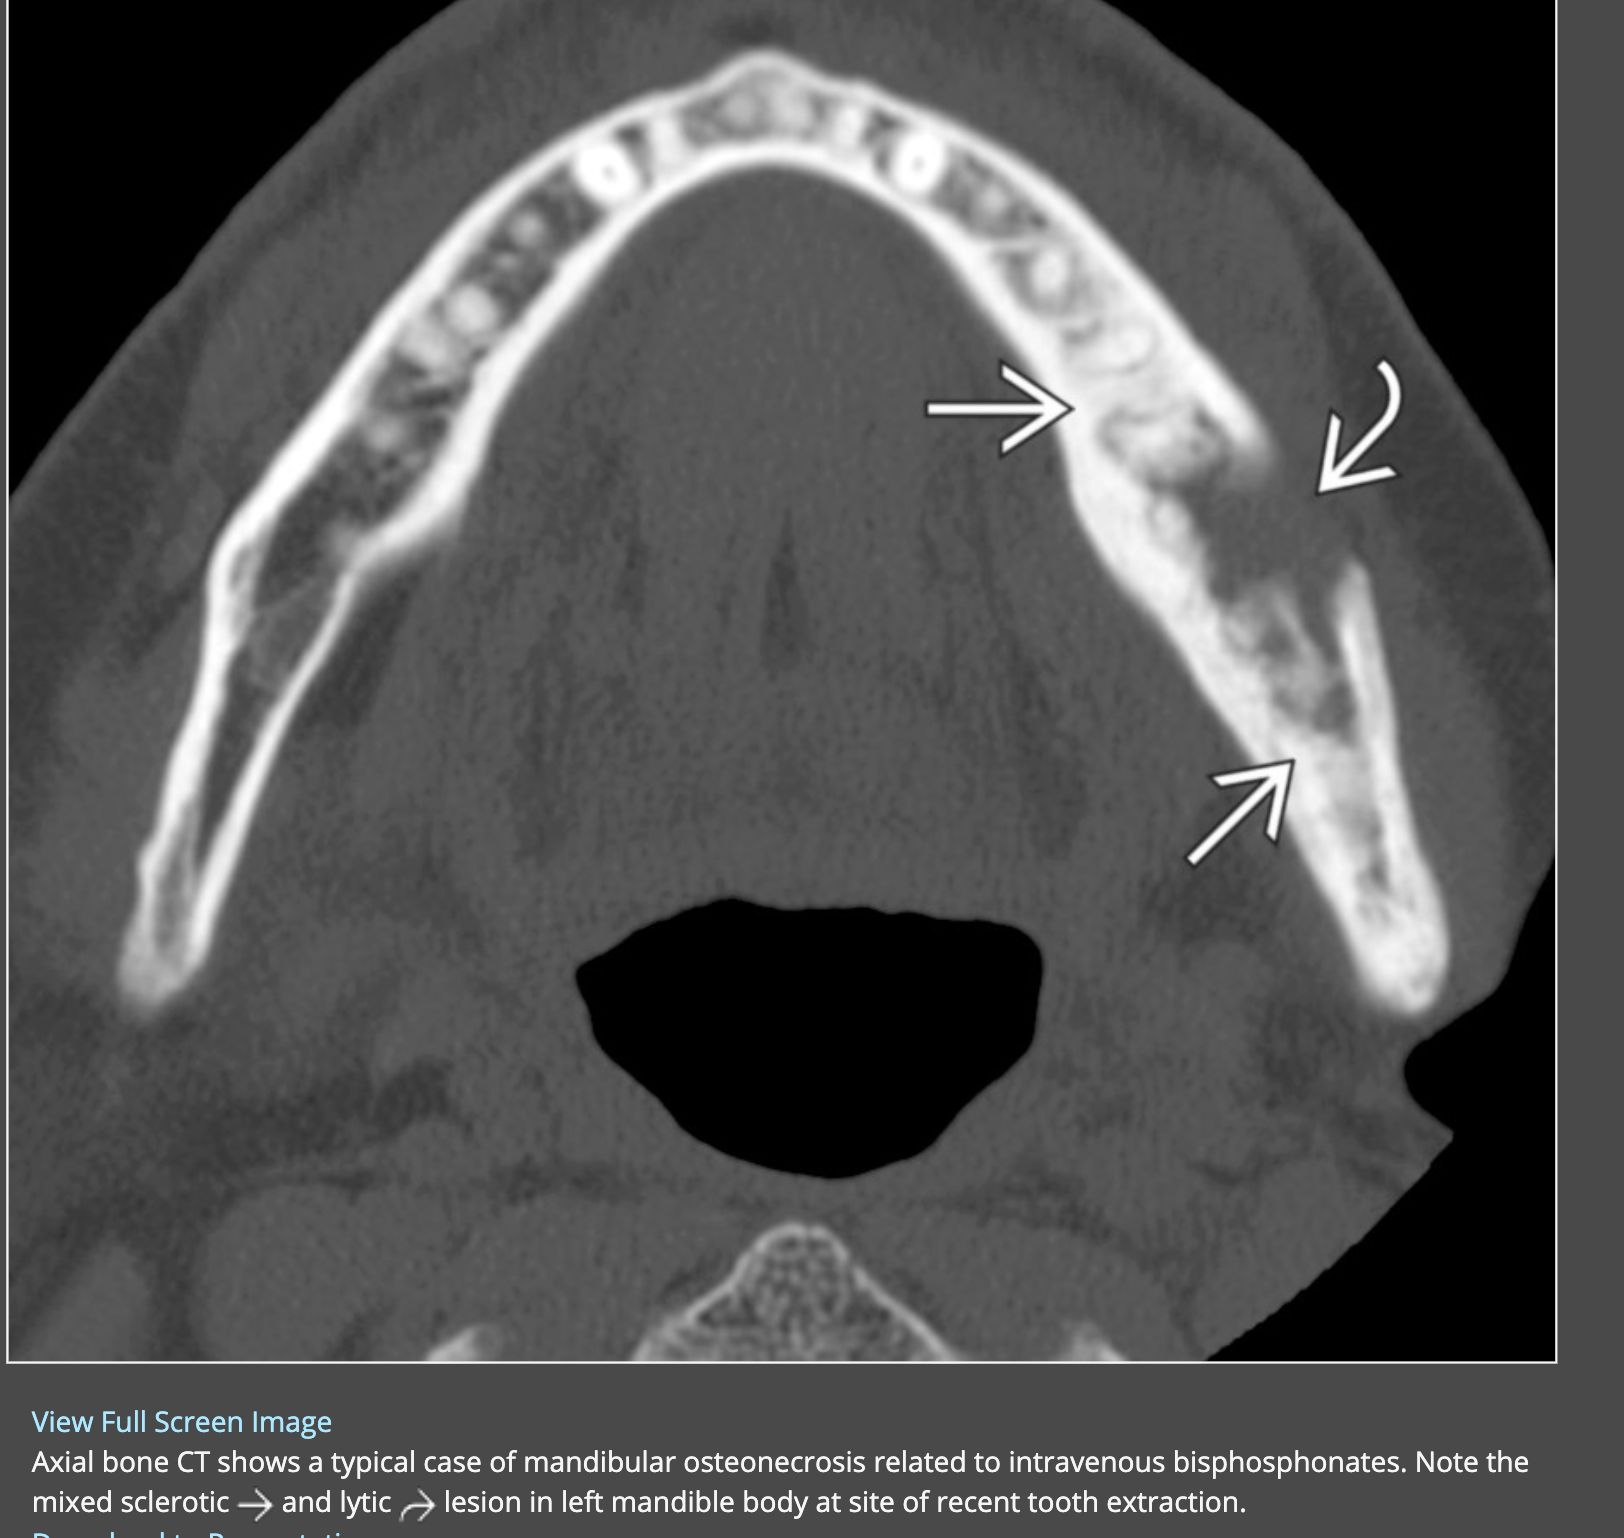 View Full Screen Image
Axial bone CT shows a typical case of mandibular osteonecrosis related to intravenous bisphosphonates. Note the
mixed sclerotic and lytic lesion in left mandible body at site of recent tooth extraction.